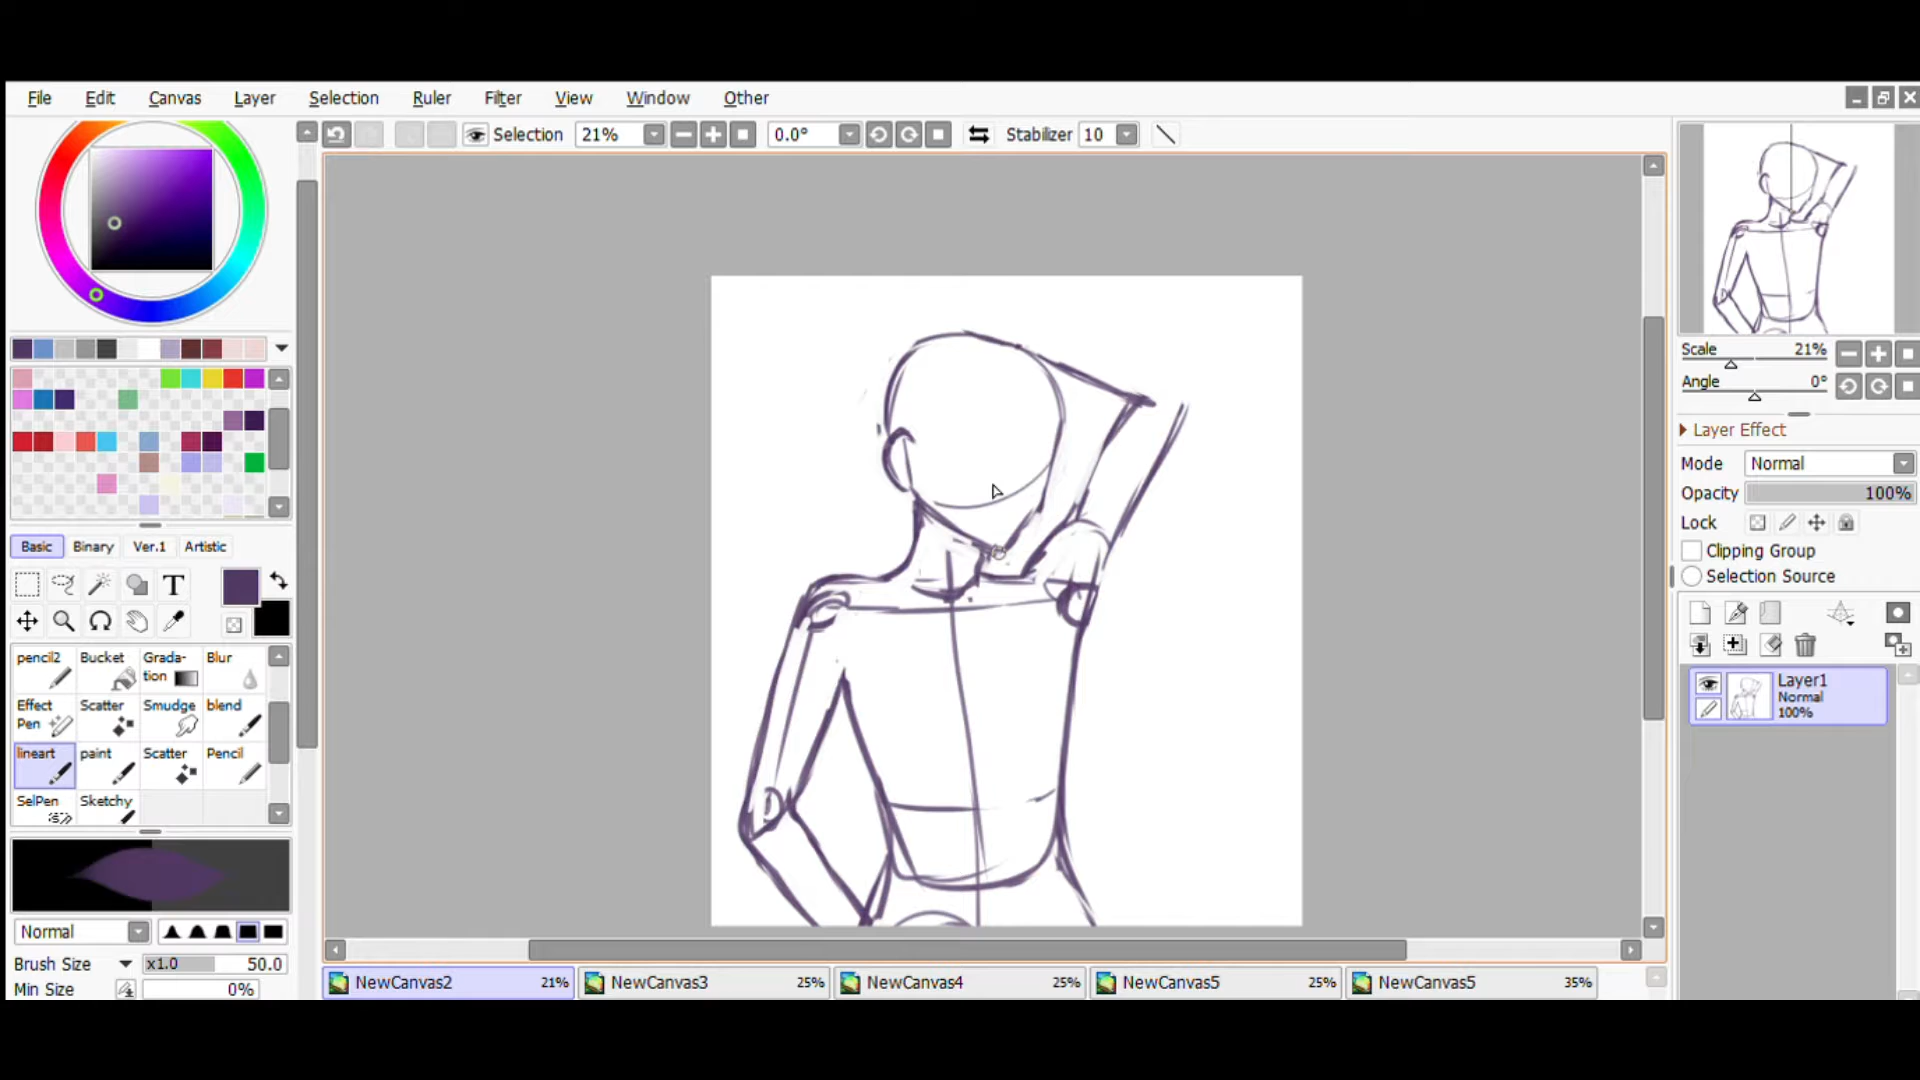 File Edit Canvas Layer Selection Ruler Filter View Window Other
Selection 21% 0.0° Stabilizer 10
Scale 21%
Angle 0°
Layer Effect
Mode Normal
Opacity 100%
Lock
Clipping Group
Selection Source
Basic Binary Ver.1 Artistic
T
pencil2 Bucket Grada-
tion Blur
Effect
Pen Scatter Smudge blend
lineart paint Scatter Pencil
SelPen Sketchy
Layer1
Normal
100%
Normal
Brush Size x1.0 50.0
Min Size 0%
NewCanvas2 21% NewCanvas3 25% NewCanvas4 25% NewCanvas5 25% NewCanvas5 35%